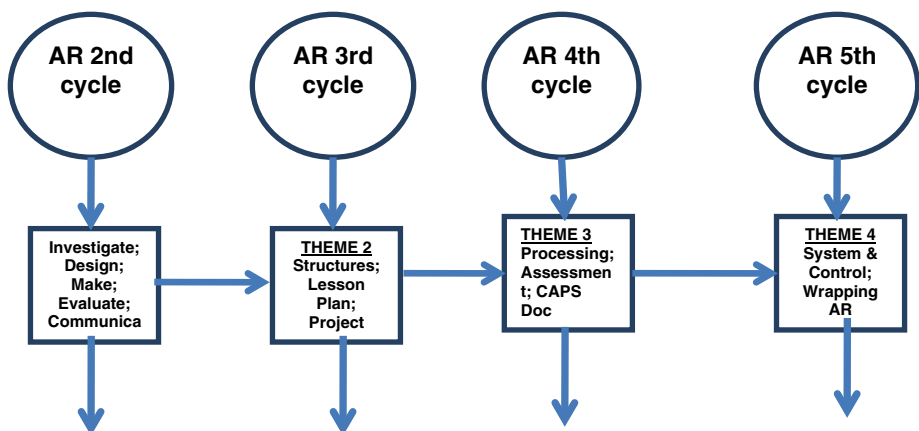 AR 2nd
cycle
AR 3rd
cycle
AR 4th
cycle
AR 5th
cycle
Investigate;
Design;
Make;
Evaluate;
Communica
THEME 2
Structures;
Lesson
Plan;
Project
THEME 3
Processing;
Assessmen
t; CAPS
Doc
THEME 4
System &
Control;
Wrapping
AR